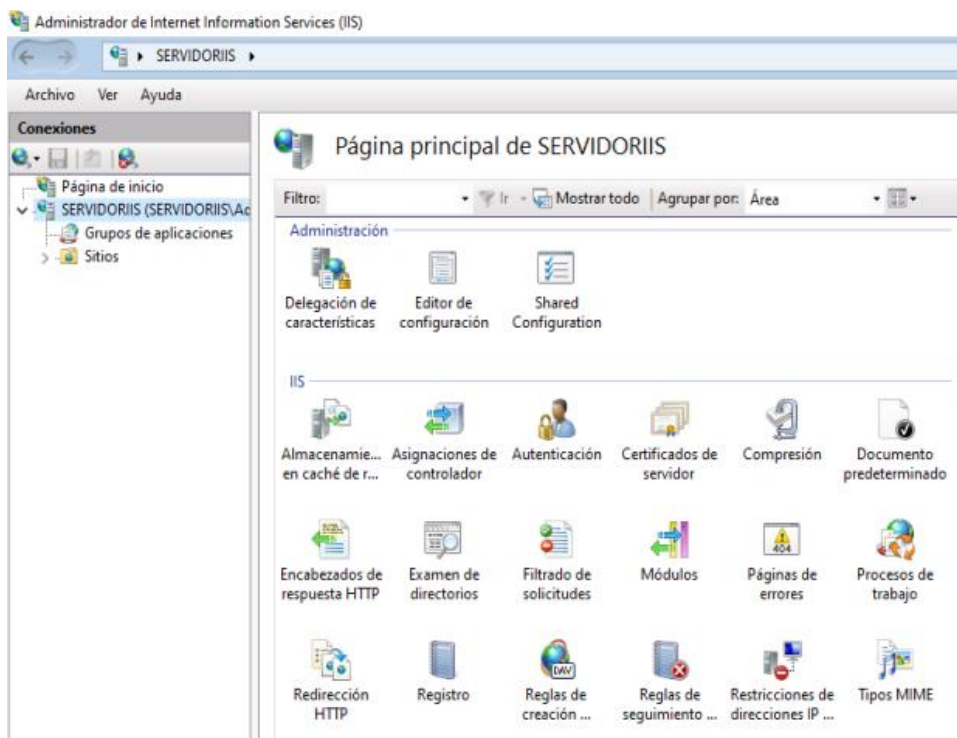 Administrador de Internet Information Services (IIS)
SERVIDORIIS
Archivo Ver Ayuda
Conexiones
Página de inicio
SERVIDORIIS (SERVIDORIIS\Ad
Grupos de aplicaciones
Sitios
Página principal de SERVIDORIIS
Filtro: Ir Mostrar todo Agrupar por: Área
Administración
Delegación de características
Editor de configuración
Shared Configuration
IIS
Almacenamie... en caché de r...
Asignaciones de controlador
Autenticación
Certificados de servidor
Compresión
Documento predeterminado
Encabezados de respuesta HTTP
Examen de directorios
Filtrado de solicitudes
Módulos
404
Páginas de errores
Procesos de trabajo
Redirección HTTP
Registro
DAV
Reglas de creación ...
Reglas de seguimiento ...
Restricciones de direcciones IP ...
Tipos MIME